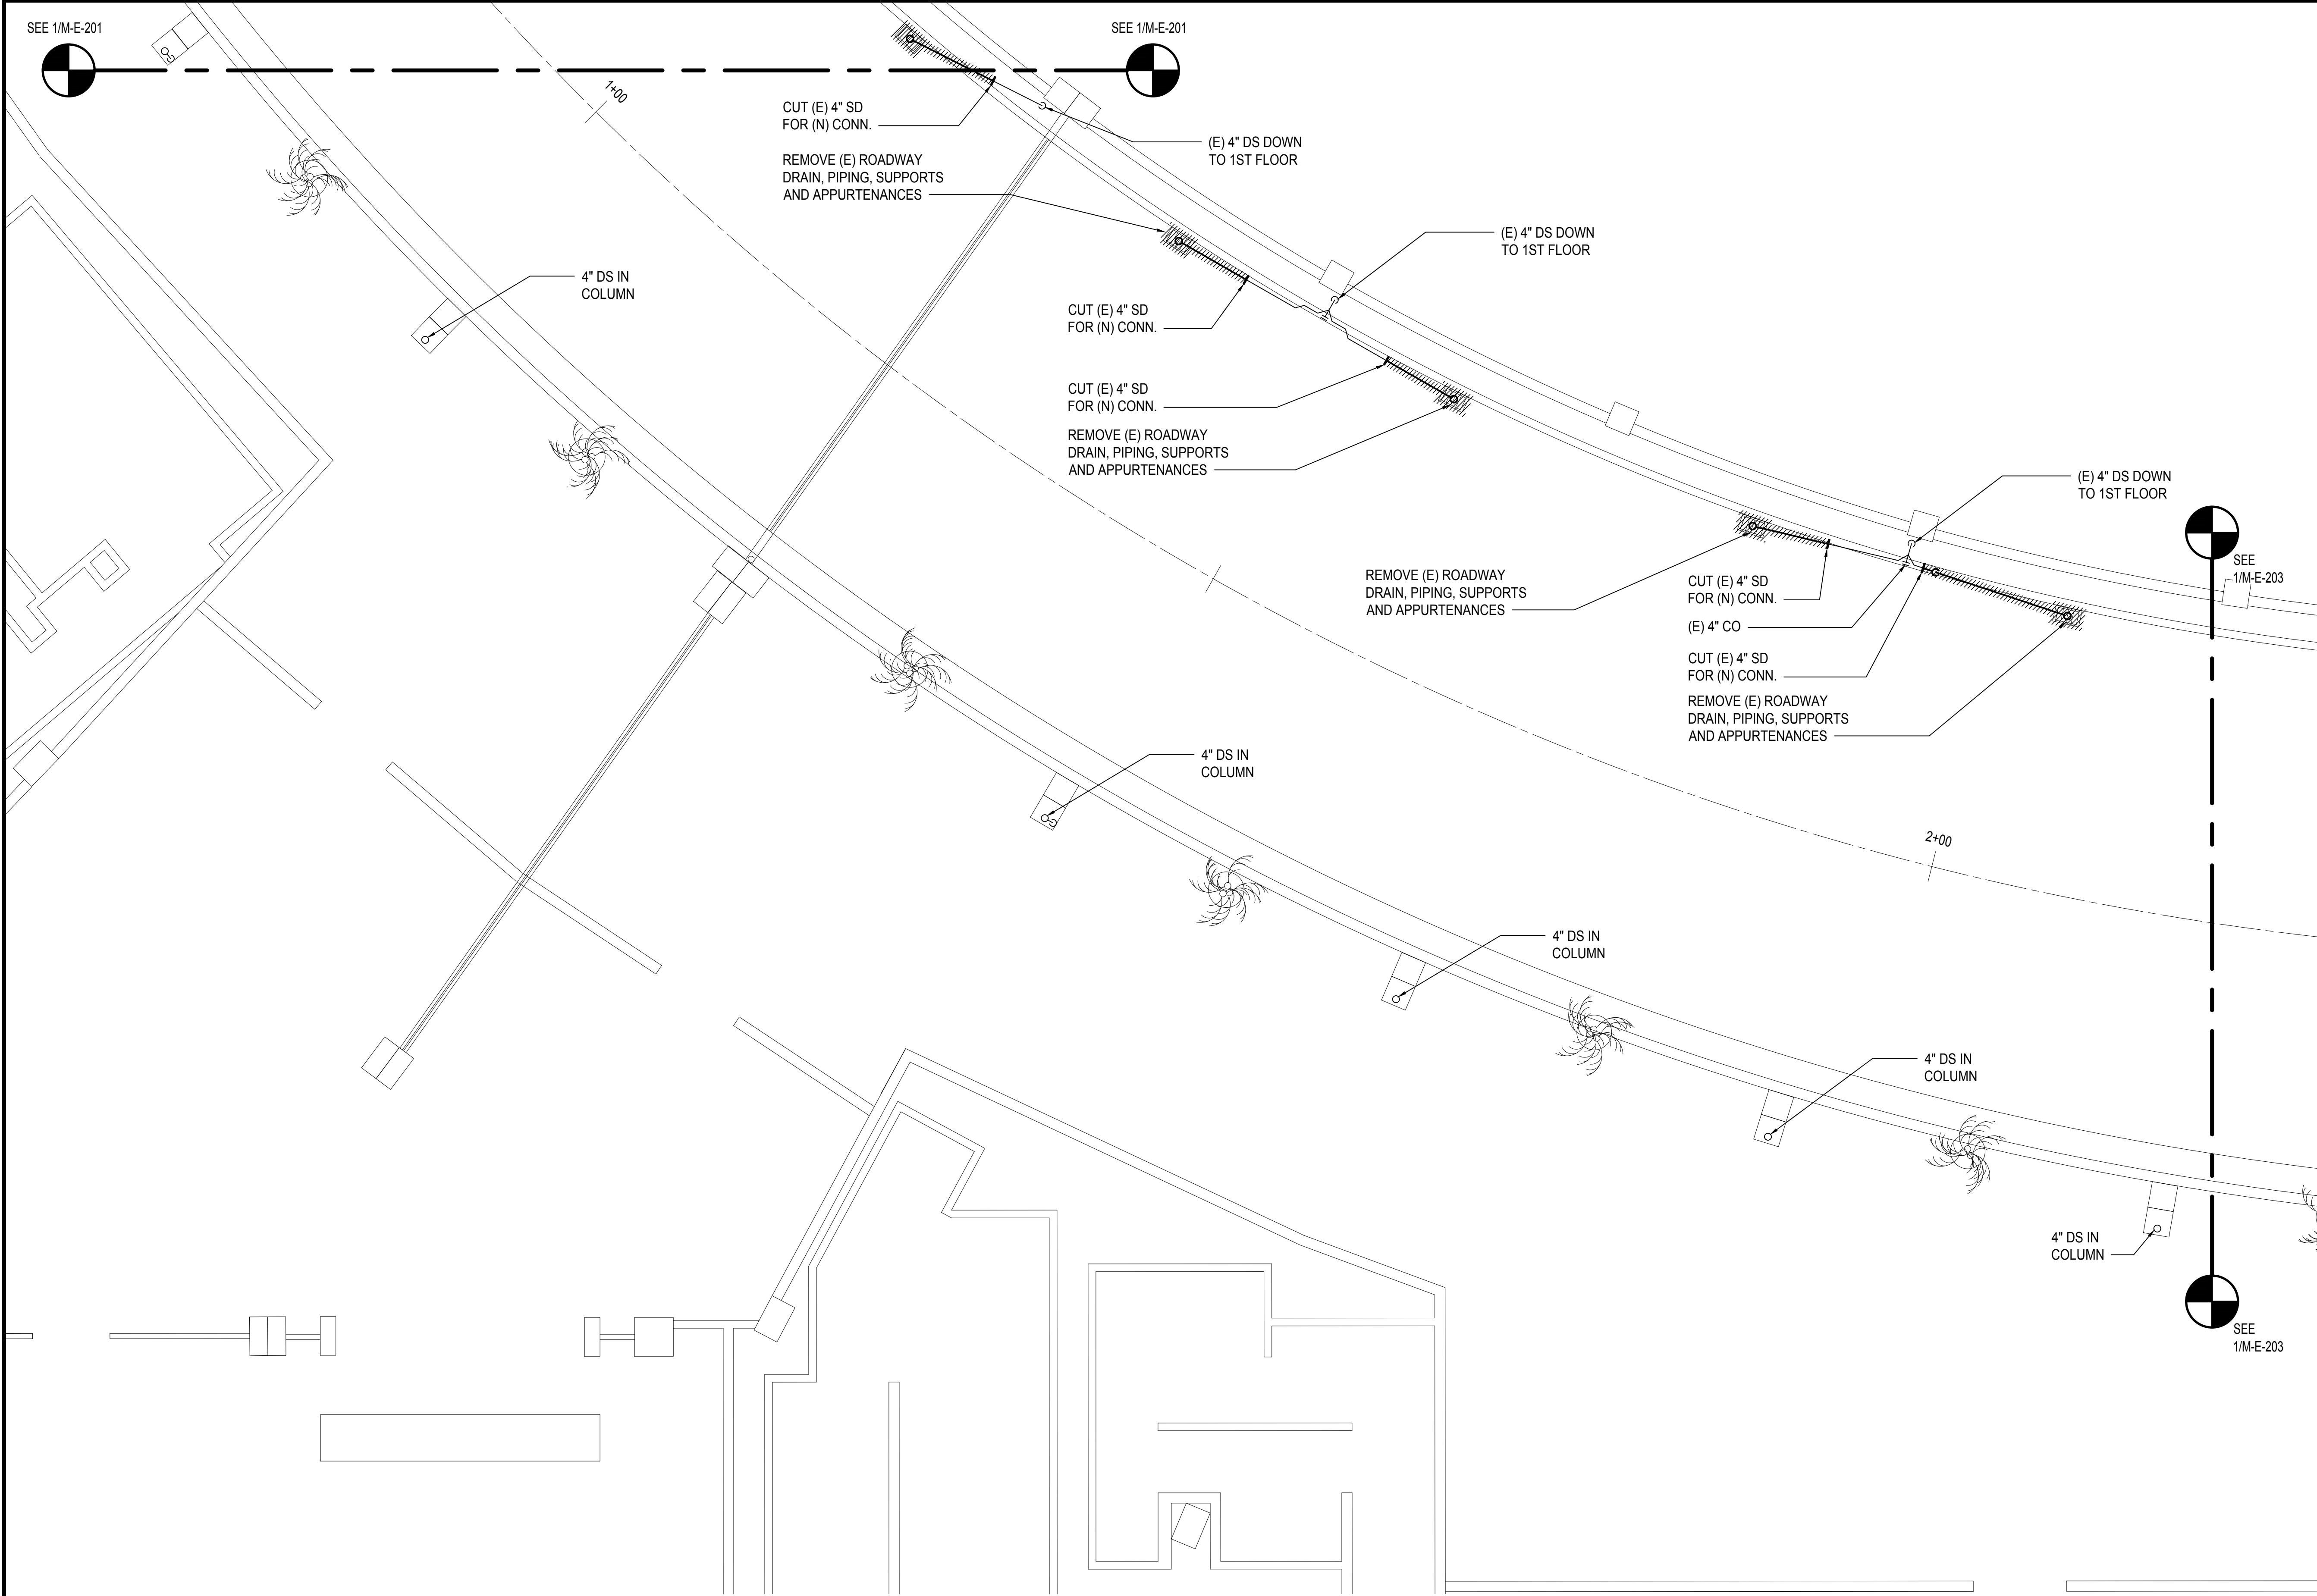 SEE 1/M-E-201
SEE 1/M-E-201
1+00
CUT (E) 4" SD
FOR (N) CONN.
(E) 4" DS DOWN
TO 1ST FLOOR
REMOVE (E) ROADWAY
DRAIN, PIPING, SUPPORTS
AND APPURTENANCES
(E) 4" DS DOWN
TO 1ST FLOOR
4" DS IN
COLUMN
CUT (E) 4" SD
FOR (N) CONN.
CUT (E) 4" SD
FOR (N) CONN.
REMOVE (E) ROADWAY
DRAIN, PIPING, SUPPORTS
AND APPURTENANCES
(E) 4" DS DOWN
TO 1ST FLOOR
SEE
1/M-E-203
REMOVE (E) ROADWAY
DRAIN, PIPING, SUPPORTS
AND APPURTENANCES
CUT (E) 4" SD
FOR (N) CONN.
(E) 4" CO
CUT (E) 4" SD
FOR (N) CONN.
REMOVE (E) ROADWAY
DRAIN, PIPING, SUPPORTS
AND APPURTENANCES
4" DS IN
COLUMN
2+00
4" DS IN
COLUMN
4" DS IN
COLUMN
4" DS IN
COLUMN
SEE
1/M-E-203